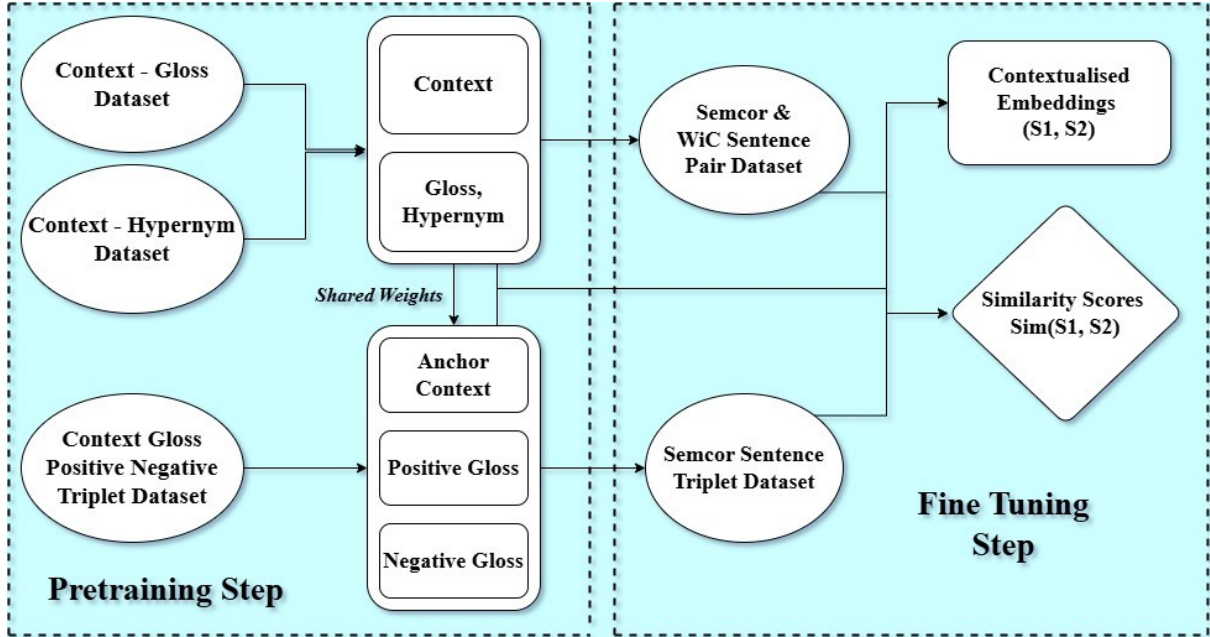 Context - Gloss
Dataset
Context - Hypernym
Dataset
Context
Gloss,
Hypernym
Shared Weights
Anchor
Context
Positive Gloss
Negative Gloss
Context Gloss
Positive Negative
Triplet Dataset
Pretraining Step
Semcor &
WiC Sentence
Pair Dataset
Semcor Sentence
Triplet Dataset
Contextualised
Embeddings
(S1, S2)
Similarity Scores
Sim(S1, S2)
Fine Tuning
Step